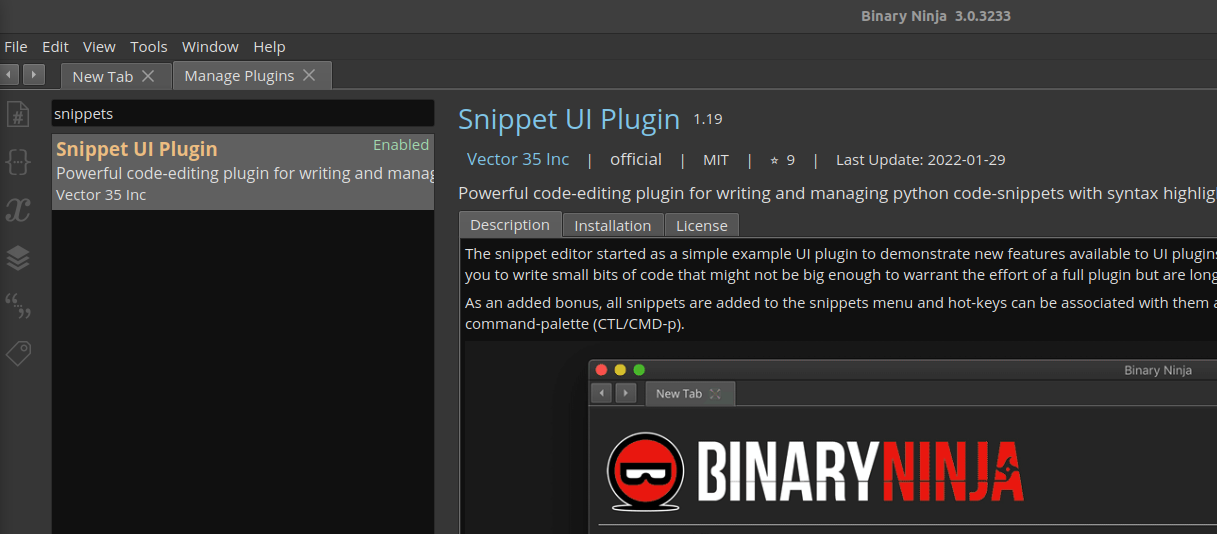 Binary Ninja 3.0.3233
File Edit View Tools Window Help
New Tab Manage Plugins
snippets
Snippet UI Plugin Enabled
Powerful code-editing plugin for writing and manag
Vector 35 Inc
Snippet UI Plugin 1.19
Vector 35 Inc | official | MIT | ☆ 9 | Last Update: 2022-01-29
Powerful code-editing plugin for writing and managing python code-snippets with syntax highlig
Description Installation License
The snippet editor started as a simple example UI plugin to demonstrate new features available to UI plugins
you to write small bits of code that might not be big enough to warrant the effort of a full plugin but are long
As an added bonus, all snippets are added to the snippets menu and hot-keys can be associated with them a
command-palette (CTL/CMD-p).
Binary Ninja
New Tab
BINARYNINJA